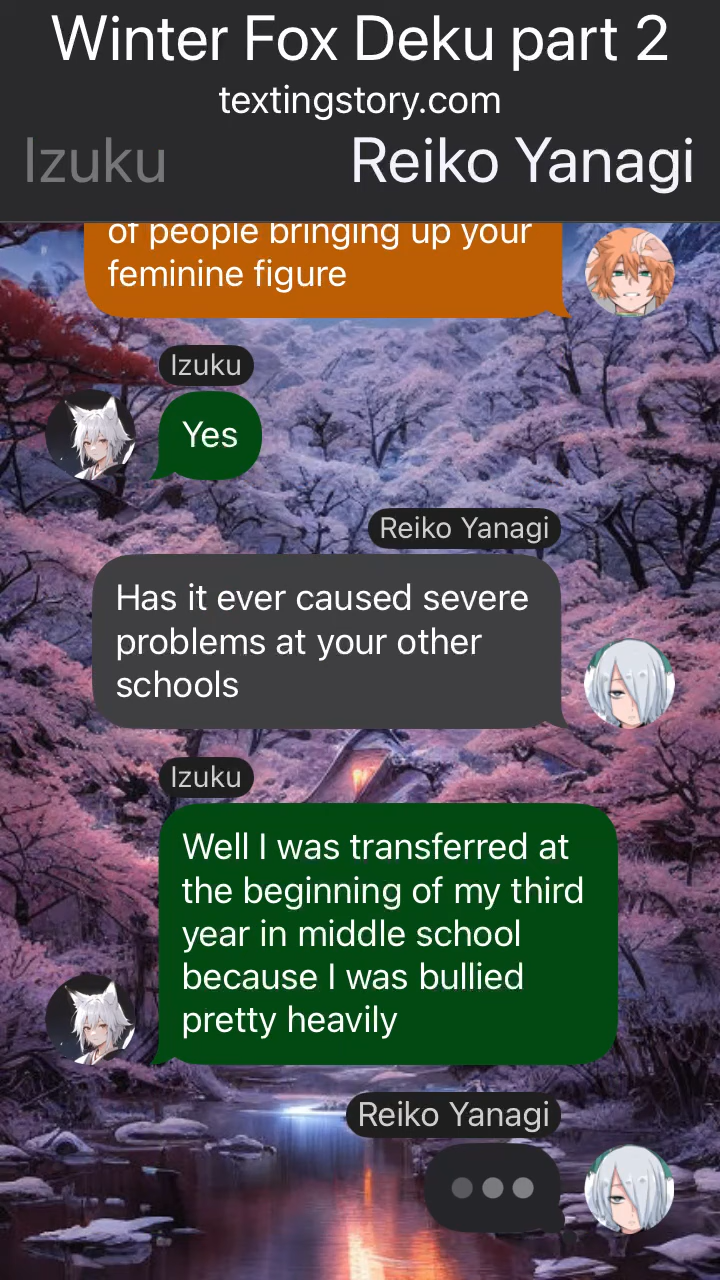 Winter Fox Deku part 2
textingstory.com
Izuku
Reiko Yanagi
of people bringing up your
feminine figure
Izuku
Yes
Reiko Yanagi
Has it ever caused severe
problems at your other
schools
Izuku
Well I was transferred at
the beginning of my third
year in middle school
because I was bullied
pretty heavily
Reiko Yanagi